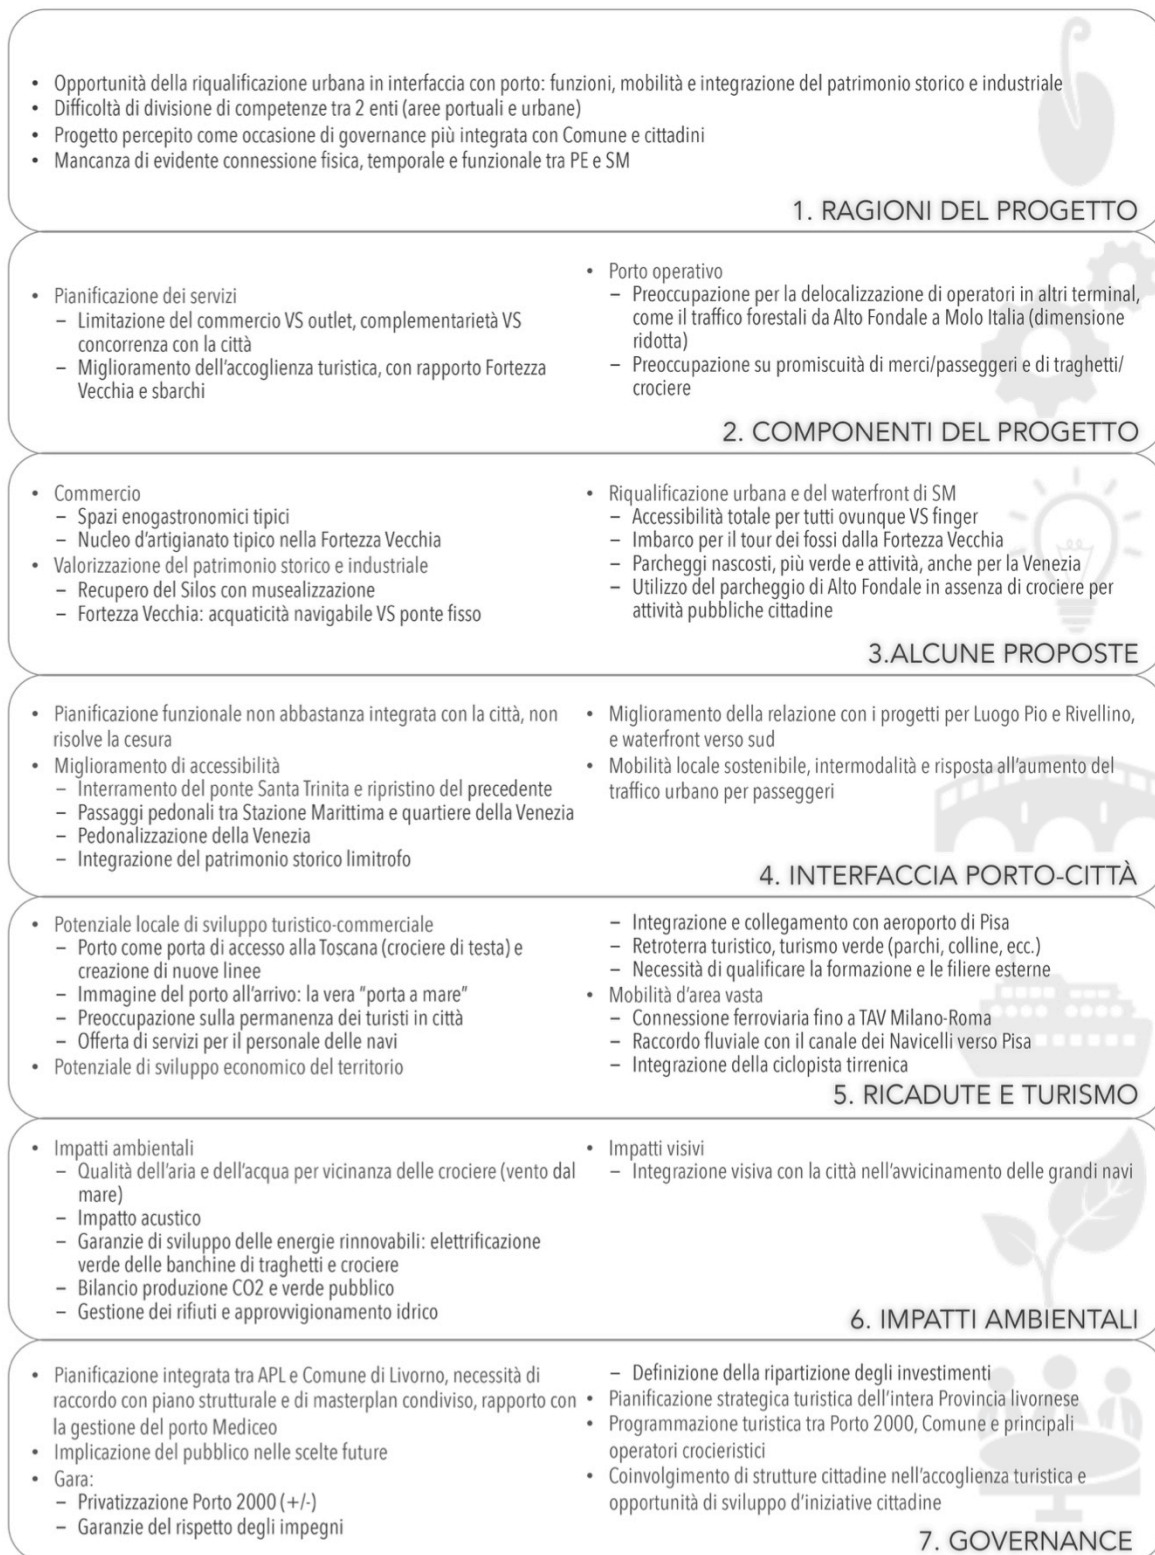 • Opportunità della riqualificazione urbana in interfaccia con porto: funzioni, mobilità e integrazione del patrimonio storico e industriale
• Difficoltà di divisione di competenze tra 2 enti (aree portuali e urbane)
• Progetto percepito come occasione di governance più integrata con Comune e cittadini
• Mancanza di evidente connessione fisica, temporale e funzionale tra PE e SM
1. RAGIONI DEL PROGETTO
• Pianificazione dei servizi
– Limitazione del commercio VS outlet, complementarietà VS
concorrenza con la città
– Miglioramento dell'accoglienza turistica, con rapporto Fortezza
Vecchia e sbarchi
• Porto operativo
– Preoccupazione per la delocalizzazione di operatori in altri terminal,
come il traffico forestali da Alto Fondale a Molo Italia (dimensione
ridotta)
– Preoccupazione su promiscuità di merci/passeggeri e di traghetti/
crociere
2. COMPONENTI DEL PROGETTO
• Commercio
– Spazi enogastronomici tipici
– Nucleo d'artigianato tipico nella Fortezza Vecchia
• Valorizzazione del patrimonio storico e industriale
– Recupero del Silos con musealizzazione
– Fortezza Vecchia: acquaticità navigabile VS ponte fisso
• Riqualificazione urbana e del waterfront di SM
– Accessibilità totale per tutti ovunque VS finger
– Imbarco per il tour dei fossi dalla Fortezza Vecchia
– Parcheggi nascosti, più verde e attività, anche per la Venezia
– Utilizzo del parcheggio di Alto Fondale in assenza di crociere per
attività pubbliche cittadine
3.ALCUNE PROPOSTE
• Pianificazione funzionale non abbastanza integrata con la città, non
risolve la cesura
• Miglioramento di accessibilità
– Interramento del ponte Santa Trinita e ripristino del precedente
– Passaggi pedonali tra Stazione Marittima e quartiere della Venezia
– Pedonalizzazione della Venezia
– Integrazione del patrimonio storico limitrofo
• Miglioramento della relazione con i progetti per Luogo Pio e Rivellino,
e waterfront verso sud
• Mobilità locale sostenibile, intermodalità e risposta all'aumento del
traffico urbano per passeggeri
4. INTERFACCIA PORTO-CITTÀ
• Potenziale locale di sviluppo turistico-commerciale
– Porto come porta di accesso alla Toscana (crociere di testa) e
creazione di nuove linee
– Immagine del porto all'arrivo: la vera "porta a mare"
– Preoccupazione sulla permanenza dei turisti in città
– Offerta di servizi per il personale delle navi
• Potenziale di sviluppo economico del territorio
– Integrazione e collegamento con aeroporto di Pisa
– Retroterra turistico, turismo verde (parchi, colline, ecc.)
– Necessità di qualificare la formazione e le filiere esterne
• Mobilità d'area vasta
– Connessione ferroviaria fino a TAV Milano-Roma
– Raccordo fluviale con il canale dei Navicelli verso Pisa
– Integrazione della ciclopista tirrenica
5. RICADUTE E TURISMO
• Impatti ambientali
– Qualità dell'aria e dell'acqua per vicinanza delle crociere (vento dal
mare)
– Impatto acustico
– Garanzie di sviluppo delle energie rinnovabili: elettrificazione
verde delle banchine di traghetti e crociere
– Bilancio produzione CO2 e verde pubblico
– Gestione dei rifiuti e approvvigionamento idrico
• Impatti visivi
– Integrazione visiva con la città nell'avvicinamento delle grandi navi
6. IMPATTI AMBIENTALI
• Pianificazione integrata tra APL e Comune di Livorno, necessità di
raccordo con piano strutturale e di masterplan condiviso, rapporto con
la gestione del porto Mediceo
• Implicazione del pubblico nelle scelte future
• Gara:
– Privatizzazione Porto 2000 (+/-)
– Garanzie del rispetto degli impegni
– Definizione della ripartizione degli investimenti
• Pianificazione strategica turistica dell'intera Provincia livornese
• Programmazione turistica tra Porto 2000, Comune e principali
operatori crocieristici
• Coinvolgimento di strutture cittadine nell'accoglienza turistica e
opportunità di sviluppo d'iniziative cittadine
7. GOVERNANCE